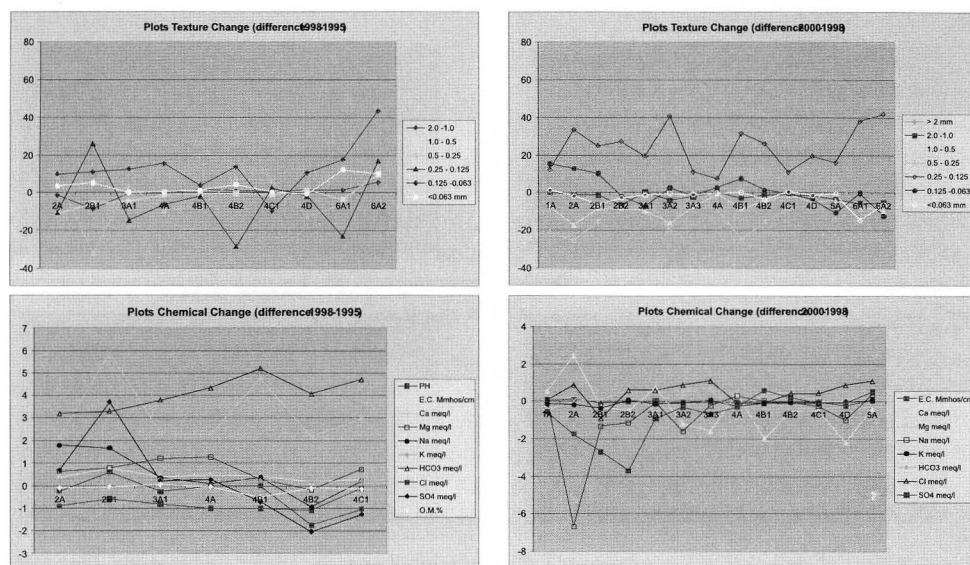 Plots Texture Change (difference1998-1995)
80
60
40
20
0
-20
-40
2A 2B1 3A1 4A 4B1 4B2 4C1 4D 6A1 6A2
2.0 -1.0
1.0 - 0.5
0.5 - 0.25
0.25 - 0.125
0.125 -0.063
<0.063 mm
Plots Texture Change (difference2000-1998)
80
60
40
20
0
-20
-40
1A 2A 2B1 2B2 3A1 3A2 3A3 4A 4B1 4B2 4C1 4D 5A 6A1 6A2
> 2 mm
2.0 -1.0
1.0 - 0.5
0.5 - 0.25
0.25 - 0.125
0.125-0.063
<0.063 mm
Plots Chemical Change (difference1998-1995)
7
6
5
4
3
2
1
0
-1
-2
-3
2A 2B1 3A1 4A 4B1 4B2 4C1
PH
E.C. Mmhos/cm
Ca meq/l
Mg meq/l
Na meq/l
K meq/l
HCO3 meq/l
Cl meq/l
SO4 meq/l
O.M.%
Plots Chemical Change (difference2000-1998)
4
2
0
-2
-4
-6
-8
1A 2A 2B1 2B2 3A1 3A2 3A3 4A 4B1 4B2 4C1 4D 5A
E.C. Mmhos/cm
Ca meq/l
Mg meq/l
Na meq/l
K meq/l
HCO3 meq/l
Cl meq/l
SO4 meq/l